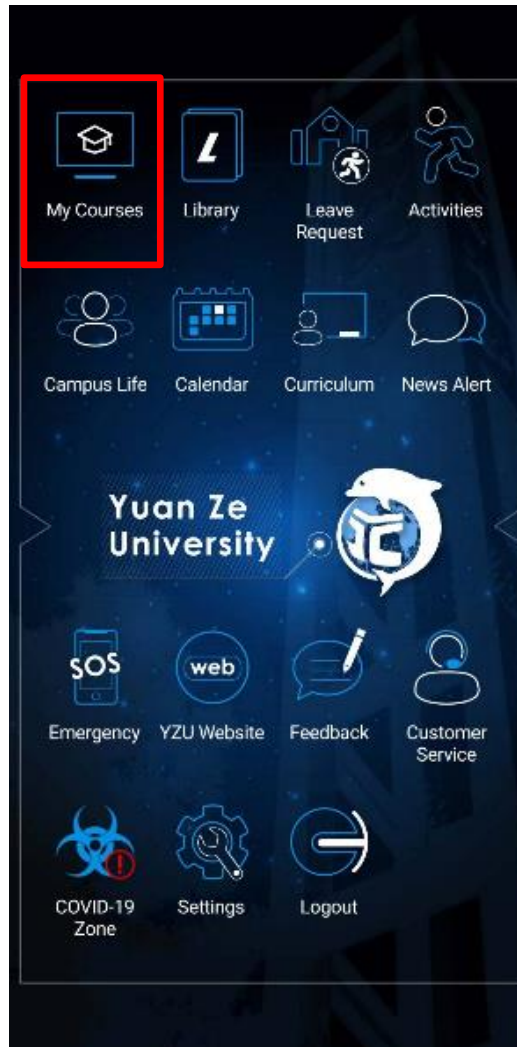 My Courses
Library
Leave
Request
Activities
Campus Life
Calendar
Curriculum
News Alert
Yuan Ze
University
SOS
web
Emergency
YZU Website
Feedback
Customer
Service
COVID-19
Zone
Settings
Logout